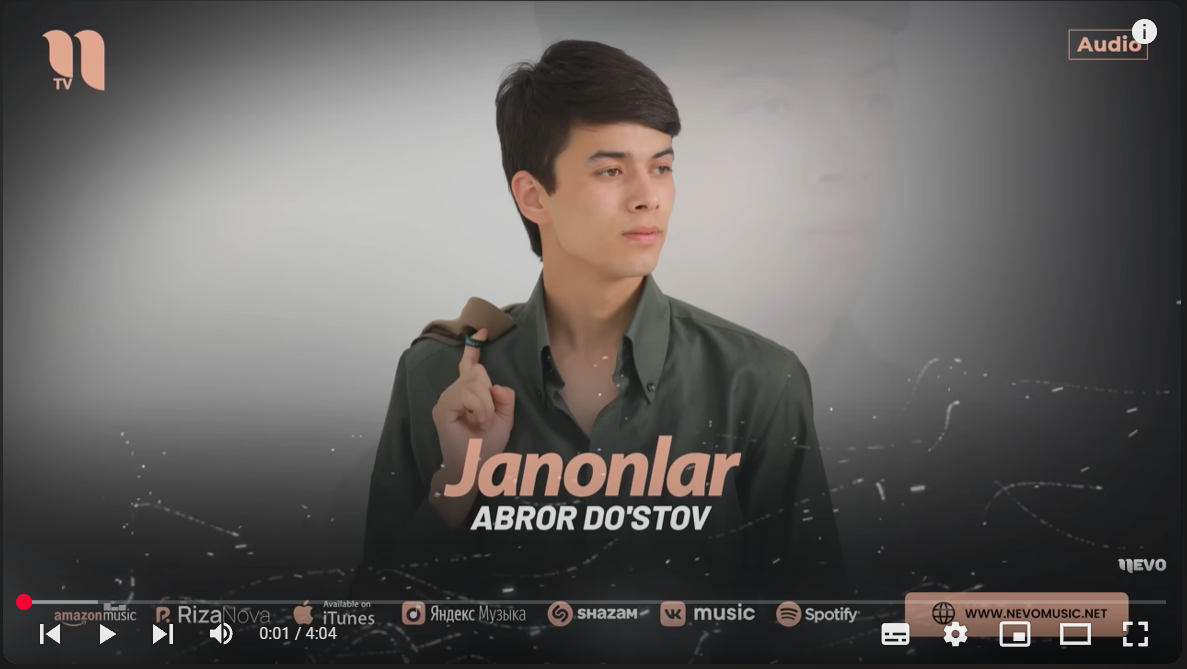 TV
Audio
i
Janonlar
ABROR DO'STOV
NEVO
amazonmusic
RizaNova
Available on
iTunes
Яндекс Музыка
SHAZAM
music
Spotify
WWW.NEVOMUSIC.NET
0:01 / 4:04